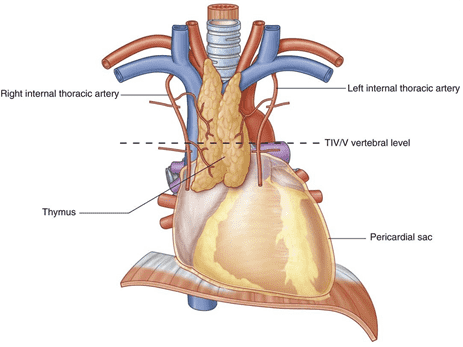 Right internal thoracic artery
Left internal thoracic artery
TIV/V vertebral level
Thymus
Pericardial sac